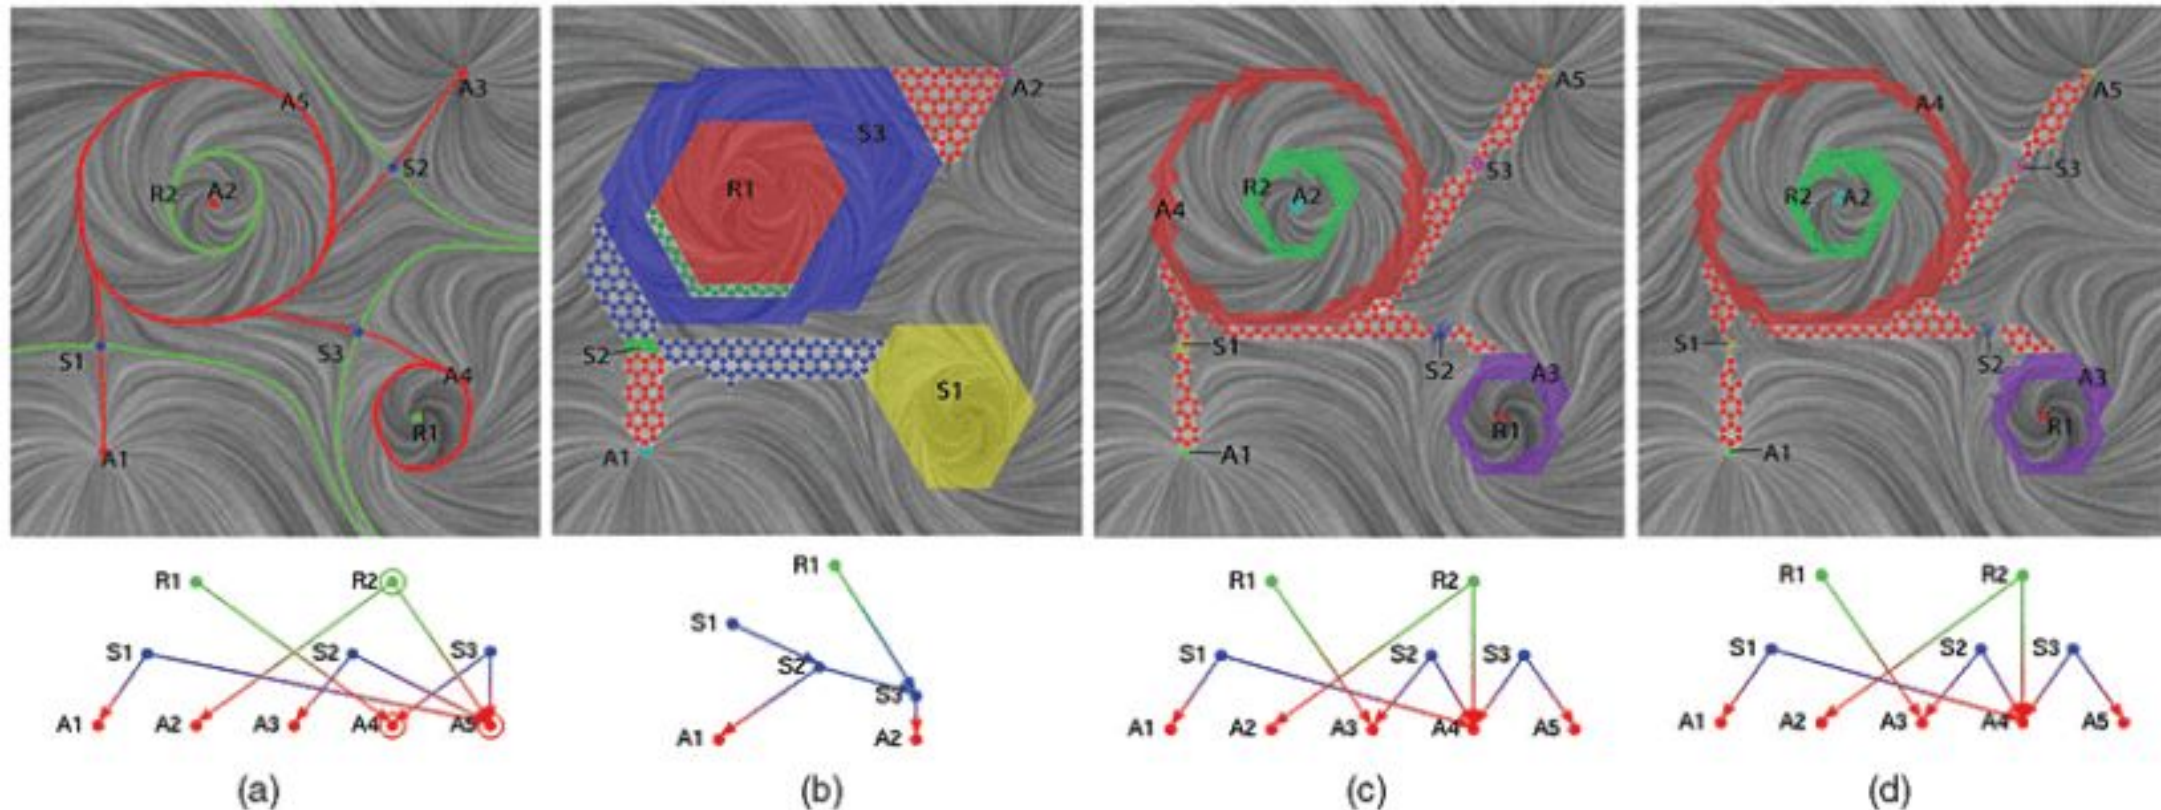 A5
A3
S2
R2
A2
S1
S3
A4
R1
A1
A2
S3
R1
S2
S1
A1
A5
S3
R2
A2
A4
S1
S2
A3
R1
A1
A4
A5
S3
R2
A2
S1
S2
A3
R1
A1
R1 R2
S1 S2 S3
A1 A2 A3 A4 A5
R1
S1
S2
S3
A1 A2
R1 R2
S1 S2 S3
A1 A2 A3 A4 A5
R1 R2
S1 S2 S3
A1 A2 A3 A4 A5
(a) (b) (c) (d)